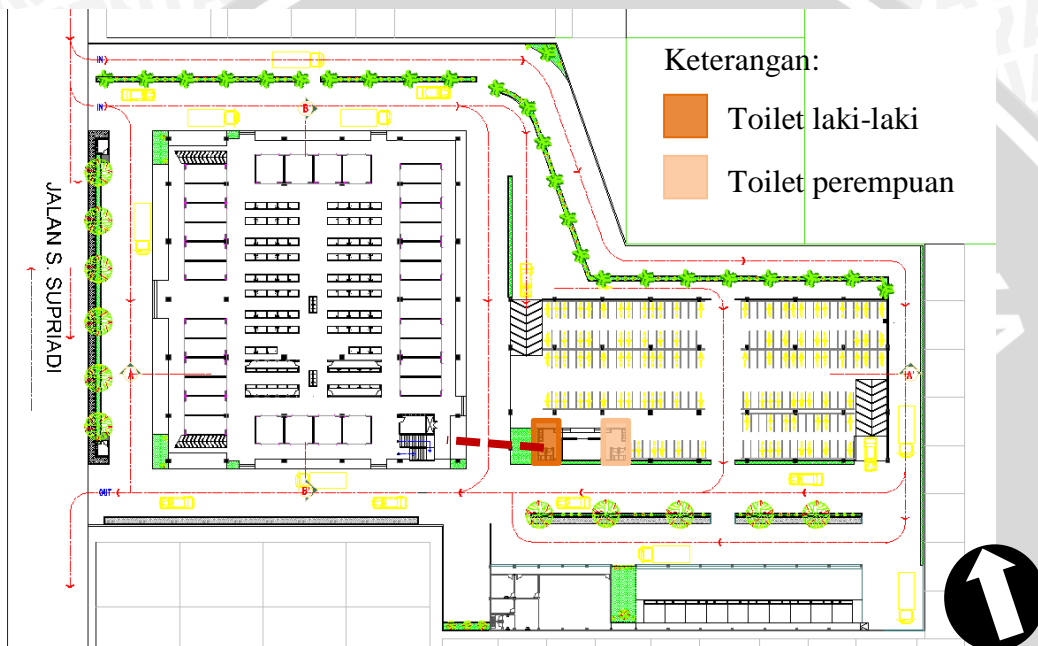 Keterangan:
Toilet laki-laki
Toilet perempuan
IN
IN
B
JALAN S. SUPRIADI
A
A'
B'
OUT